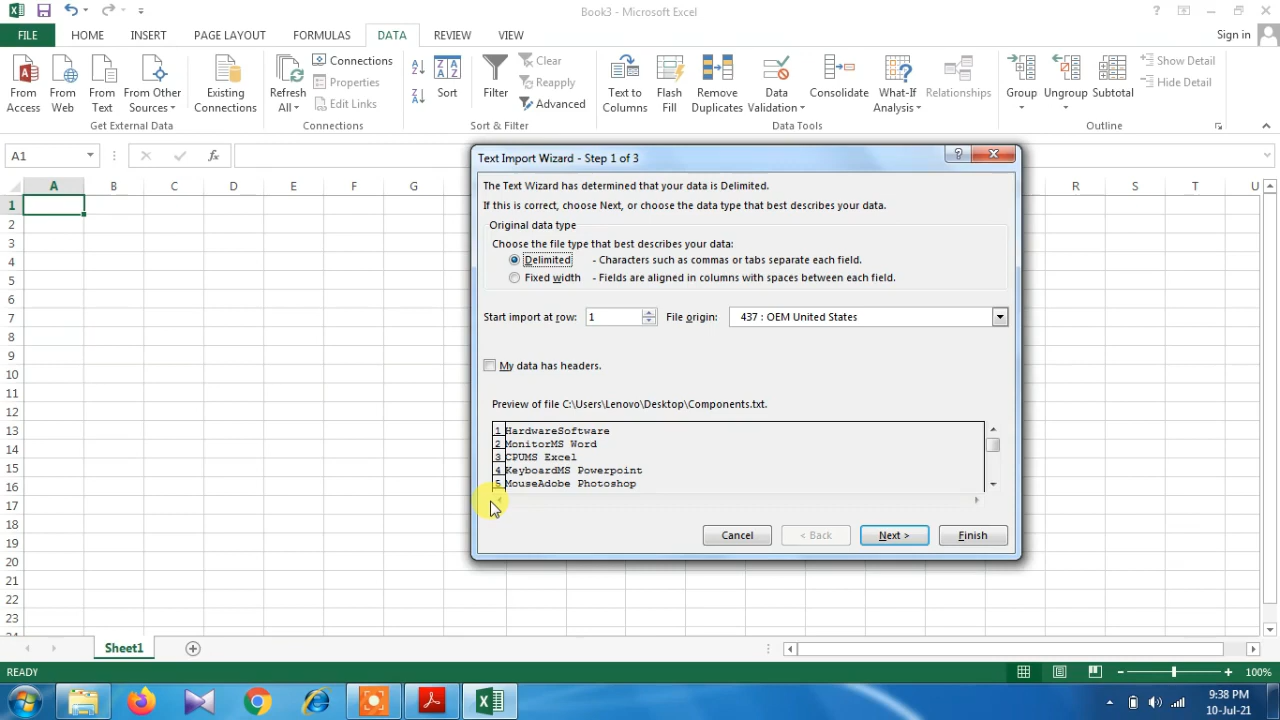 Book3 - Microsoft Excel
?
FILE HOME INSERT PAGE LAYOUT FORMULAS DATA REVIEW VIEW Sign in
From Access
From Web
From Text
From Other Sources
Get External Data
Existing Connections
Refresh All
Connections
Properties
Edit Links
Connections
Sort
Filter
Clear
Reapply
Advanced
Sort & Filter
Text to Columns
Flash Fill
Remove Duplicates
Data Validation
Consolidate
What-If Analysis
Relationships
Data Tools
Group
Ungroup
Subtotal
Show Detail
Hide Detail
Outline
A1 fx
A B C D E F G R S T U
1
2
3
4
5
6
7
8
9
10
11
12
13
14
15
16
17
18
19
20
21
22
23
24
Text Import Wizard - Step 1 of 3 ?
The Text Wizard has determined that your data is Delimited.
If this is correct, choose Next, or choose the data type that best describes your data.
Original data type
Choose the file type that best describes your data:
Delimited - Characters such as commas or tabs separate each field.
Fixed width - Fields are aligned in columns with spaces between each field.
Start import at row: 1 File origin: 437 : OEM United States
My data has headers.
Preview of file C:\Users\Lenovo\Desktop\Components.txt.
1 HardwareSoftware
2 MonitorMS Word
3 CPUMS Excel
4 KeyboardMS Powerpoint
5 MouseAdobe Photoshop
Cancel < Back Next > Finish
Sheet1
READY 100%
9:38 PM
10-Jul-21